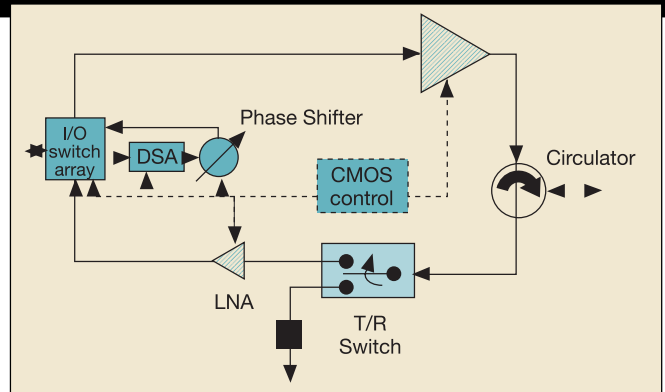 Phase Shifter
I/O
switch
array
DSA
CMOS
control
Circulator
LNA
T/R
Switch